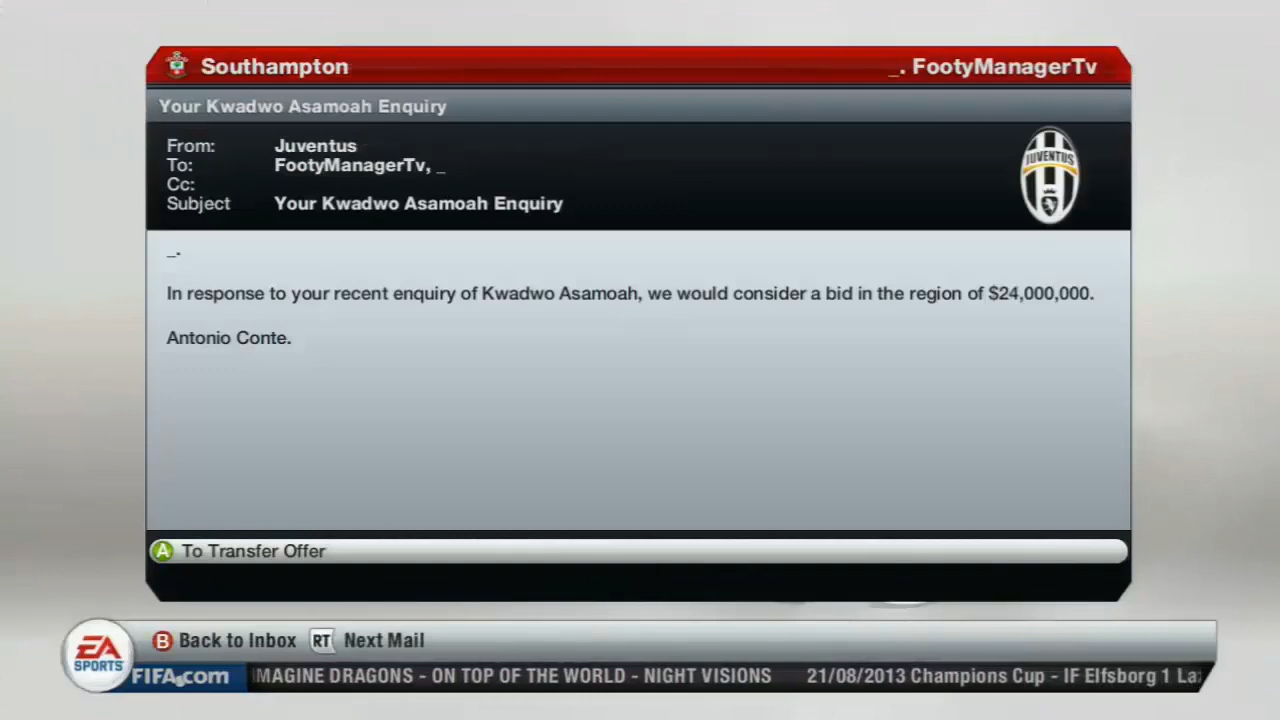 Southampton
_. FootyManagerTv
Your Kwadwo Asamoah Enquiry
From: Juventus
To: FootyManagerTv, _
Cc:
Subject Your Kwadwo Asamoah Enquiry
JUVENTUS
_.
In response to your recent enquiry of Kwadwo Asamoah, we would consider a bid in the region of $24,000,000.
Antonio Conte.
A To Transfer Offer
B Back to Inbox RT Next Mail
EA SPORTS
FIFA.com
MAGINE DRAGONS - ON TOP OF THE WORLD - NIGHT VISIONS 21/08/2013 Champions Cup - IF Elfsborg 1 La